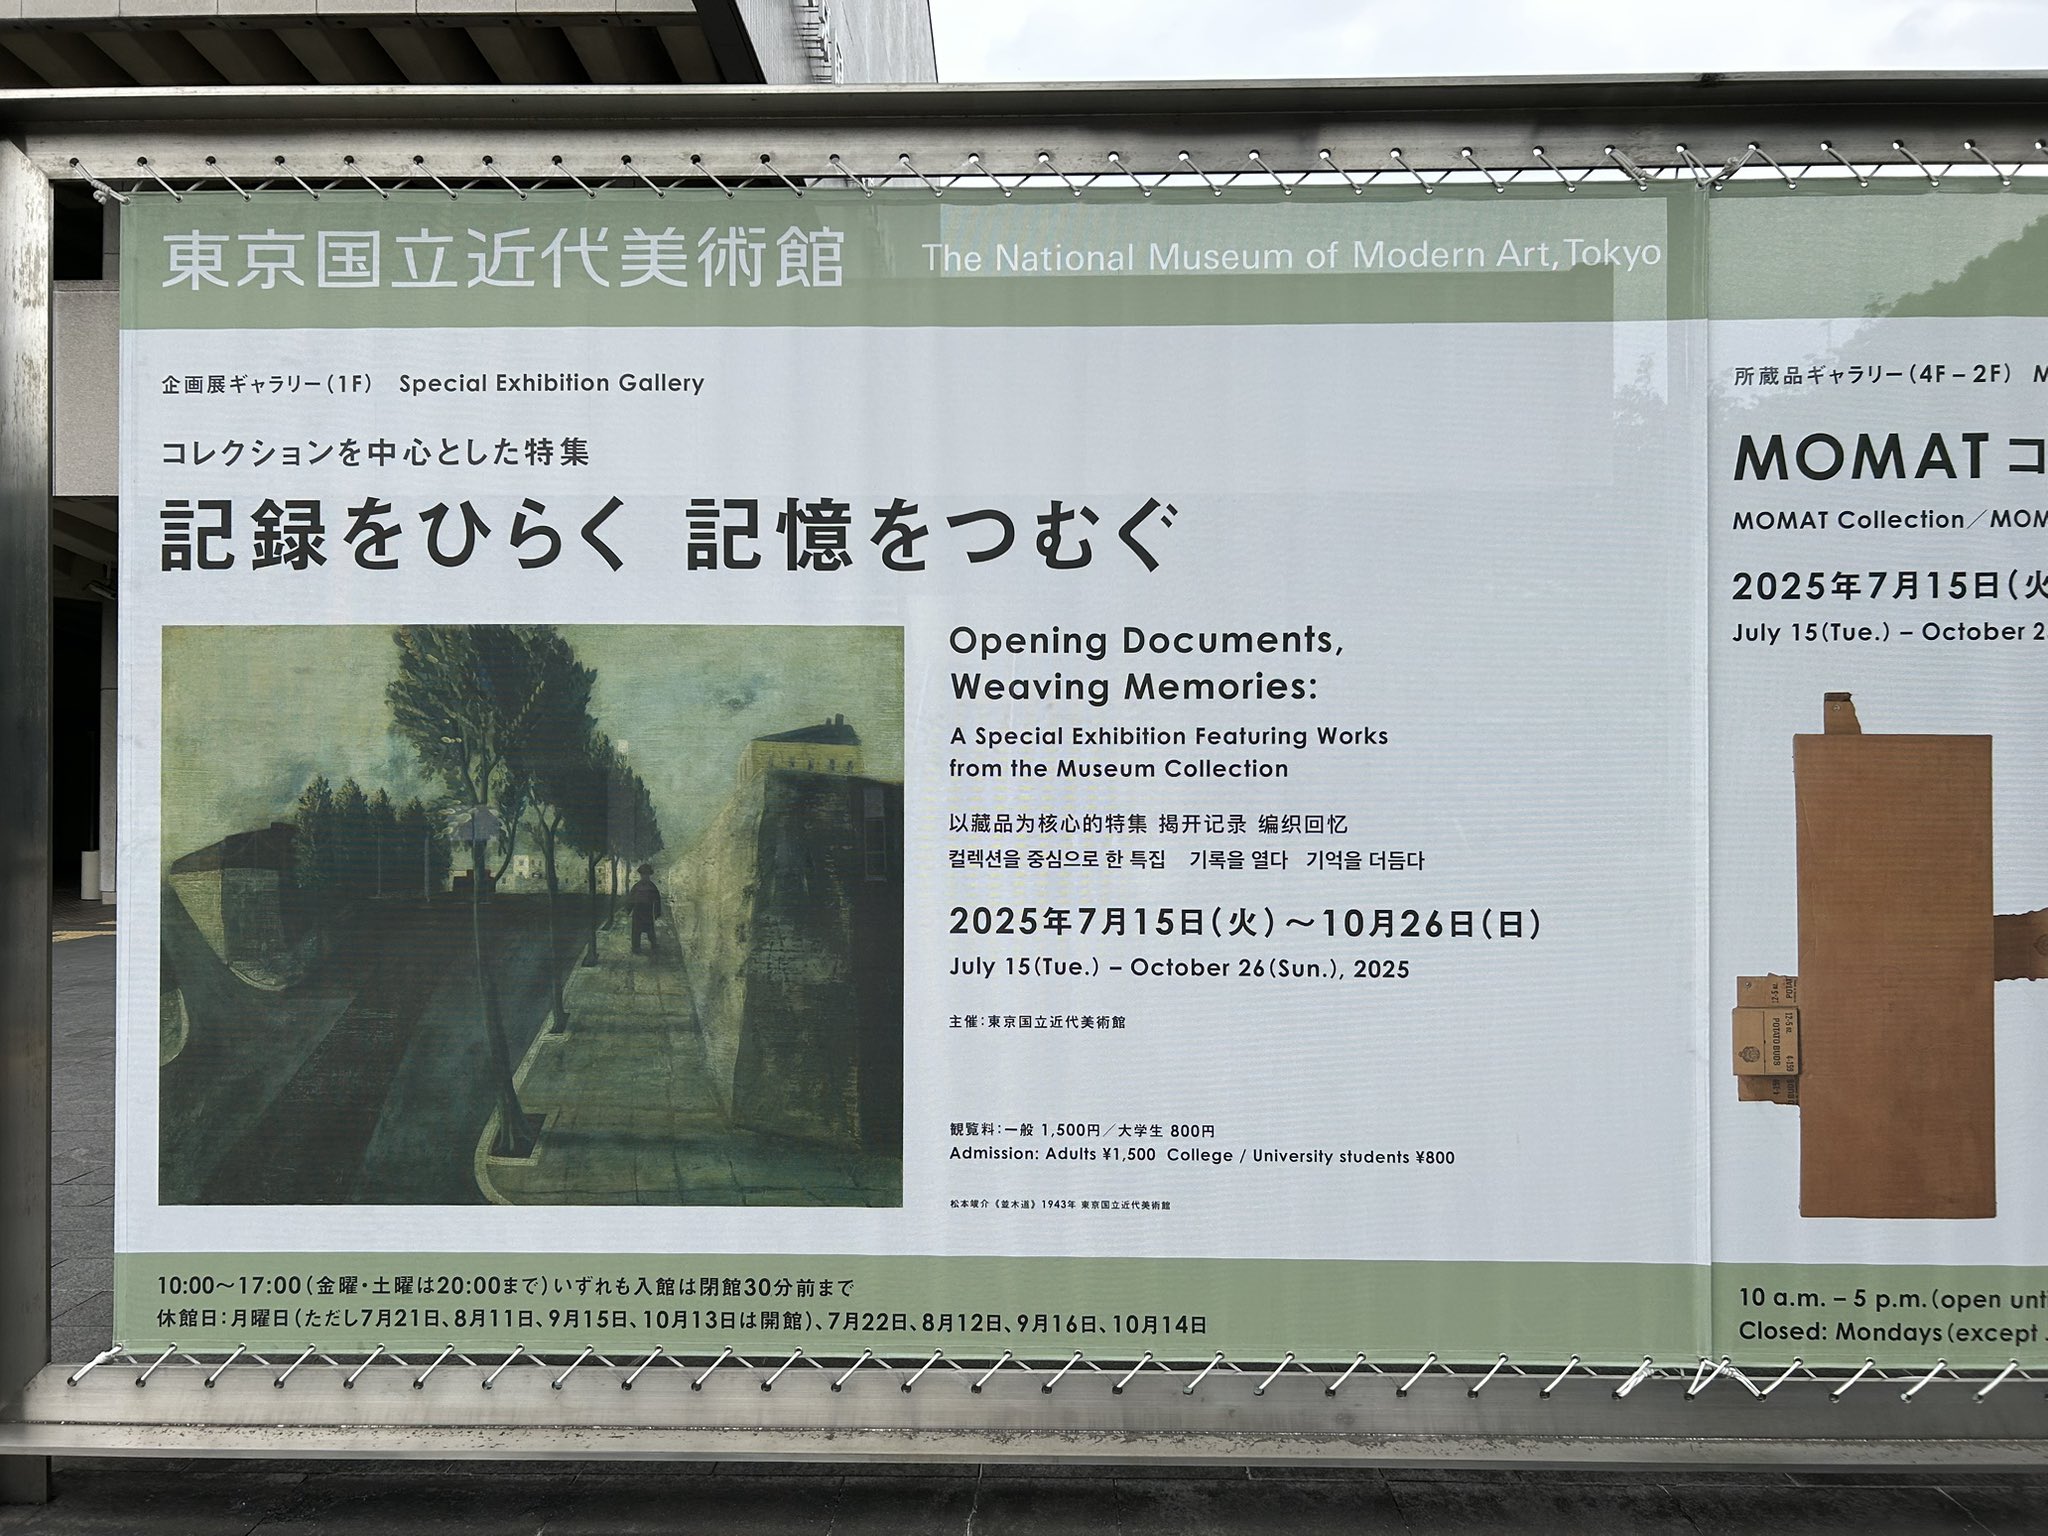 東京国立近代美術館 The National Museum of Modern Art, Tokyo
企画展ギャラリー（1F） Special Exhibition Gallery
コレクションを中心とした特集
記録をひらく 記憶をつむぐ
Opening Documents,
Weaving Memories:
A Special Exhibition Featuring Works
from the Museum Collection
以藏品为核心的特集 揭开记录 编织回忆
컬렉션을 중심으로 한 특집 기록을 열다 기억을 더듬다
2025年7月15日（火）～10月26日（日）
July 15(Tue.) – October 26(Sun.), 2025
主催：東京国立近代美術館
観覧料：一般 1,500円／大学生 800円
Admission: Adults ¥1,500 College / University students ¥800
松本竣介《並木道》1943年 東京国立近代美術館
10:00～17:00（金曜・土曜は20:00まで）いずれも入館は閉館30分前まで
休館日：月曜日（ただし7月21日、8月11日、9月15日、10月13日は開館）、7月22日、8月12日、9月16日、10月14日
所蔵品ギャラリー（4F – 2F）
MOMAT コ
MOMAT Collection／MOM
2025年7月15日（火
July 15(Tue.) – October 2
POTATO BUDS
10 a.m. – 5 p.m. (open unt
Closed: Mondays (except